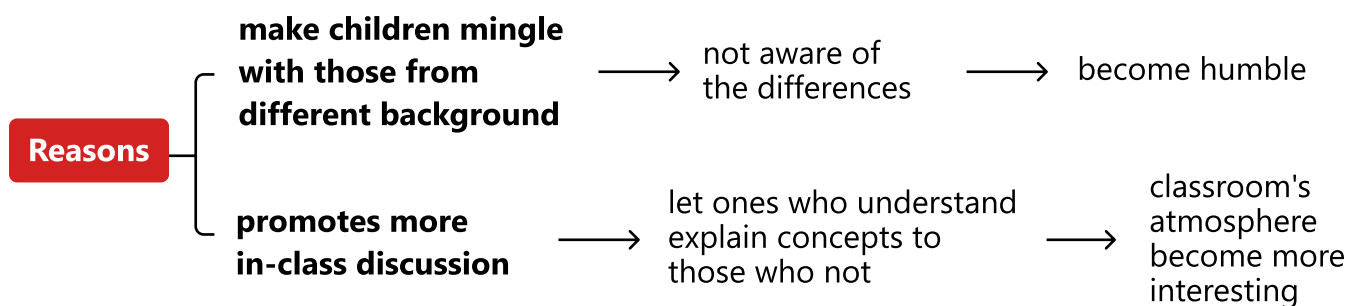 Reasons
make children mingle
with those from
different background
not aware of
the differences
become humble
promotes more
in-class discussion
let ones who understand
explain concepts to
those who not
classroom's
atmosphere
become more
interesting